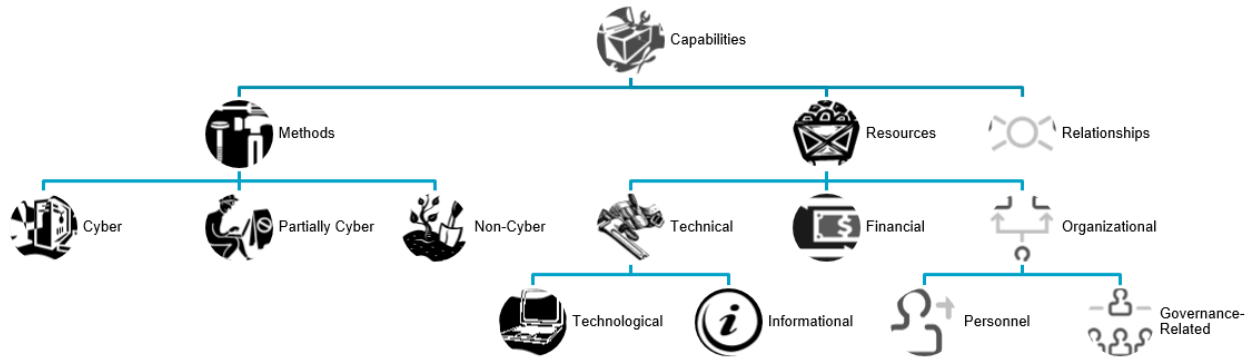 Capabilities
Methods
Resources
Relationships
Cyber
Partially Cyber
Non-Cyber
Technical
Financial
Organizational
Technological
Informational
Personnel
Governance-
Related